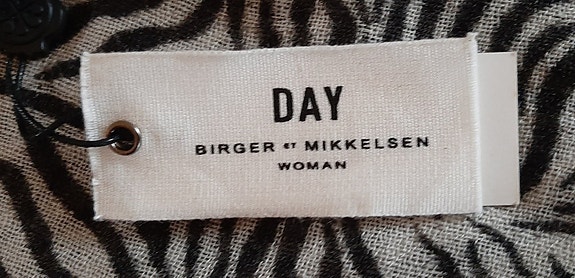 DAY
BIRGER ET MIKKELSEN
WOMAN